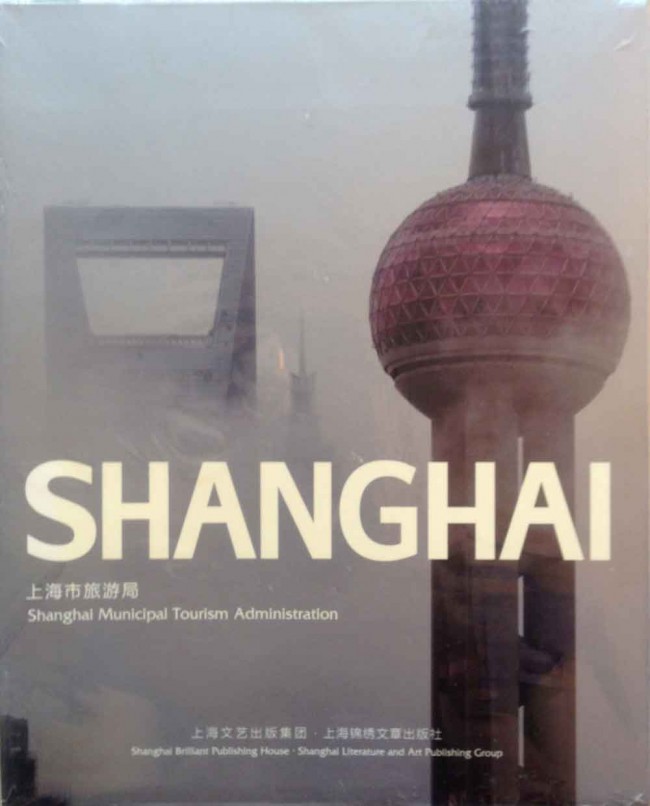 SHANGHAI
上海市旅游局
Shanghai Municipal Tourism Administration
上海文艺出版集团·上海锦绣文章出版社
Shanghai Brilliant Publishing House · Shanghai Literature and Art Publishing Group